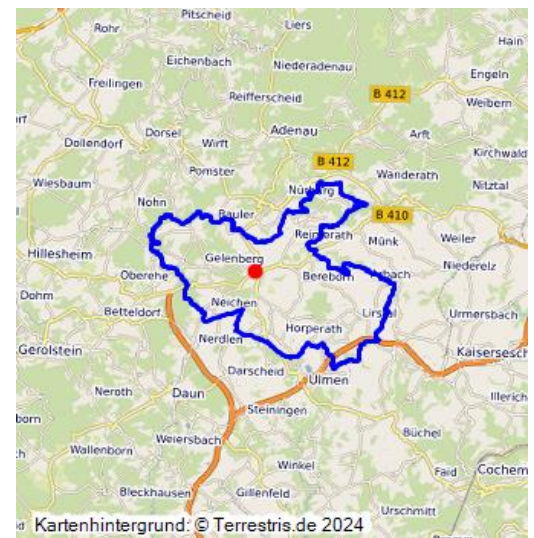 Pitscheid
Rohr
Liers
Hain
Eichenbach
Niederadenau
Freilingen
Engeln
Reifferscheid
B 412
Weibern
Dorsel
Adenau
Arft
Dollendorf
Wirft
B 412
Kirchwald
Pomster
Wanderath
Wiesbaum
Nürburg
Nitztal
Nohn
Bauler
B 410
Reimerath
Münk
Weiler
Hillesheim
Gelenberg
Oberehe
Bereborn
Niederelz
Dohm
Neichen
Betteldorf
Horperath
Urmersbach
Nerdlen
Gerolstein
Kaisersesch
Darscheid
Ulmen
Neroth
Daun
Illerich
Steiningen
born
Büchel
Weiersbach
Wallenborn
Winkel
Faid
Cochem
Bleckhausen
Gillenfeld
Urschmitt
Kartenhintergrund: © Terrestris.de 2024